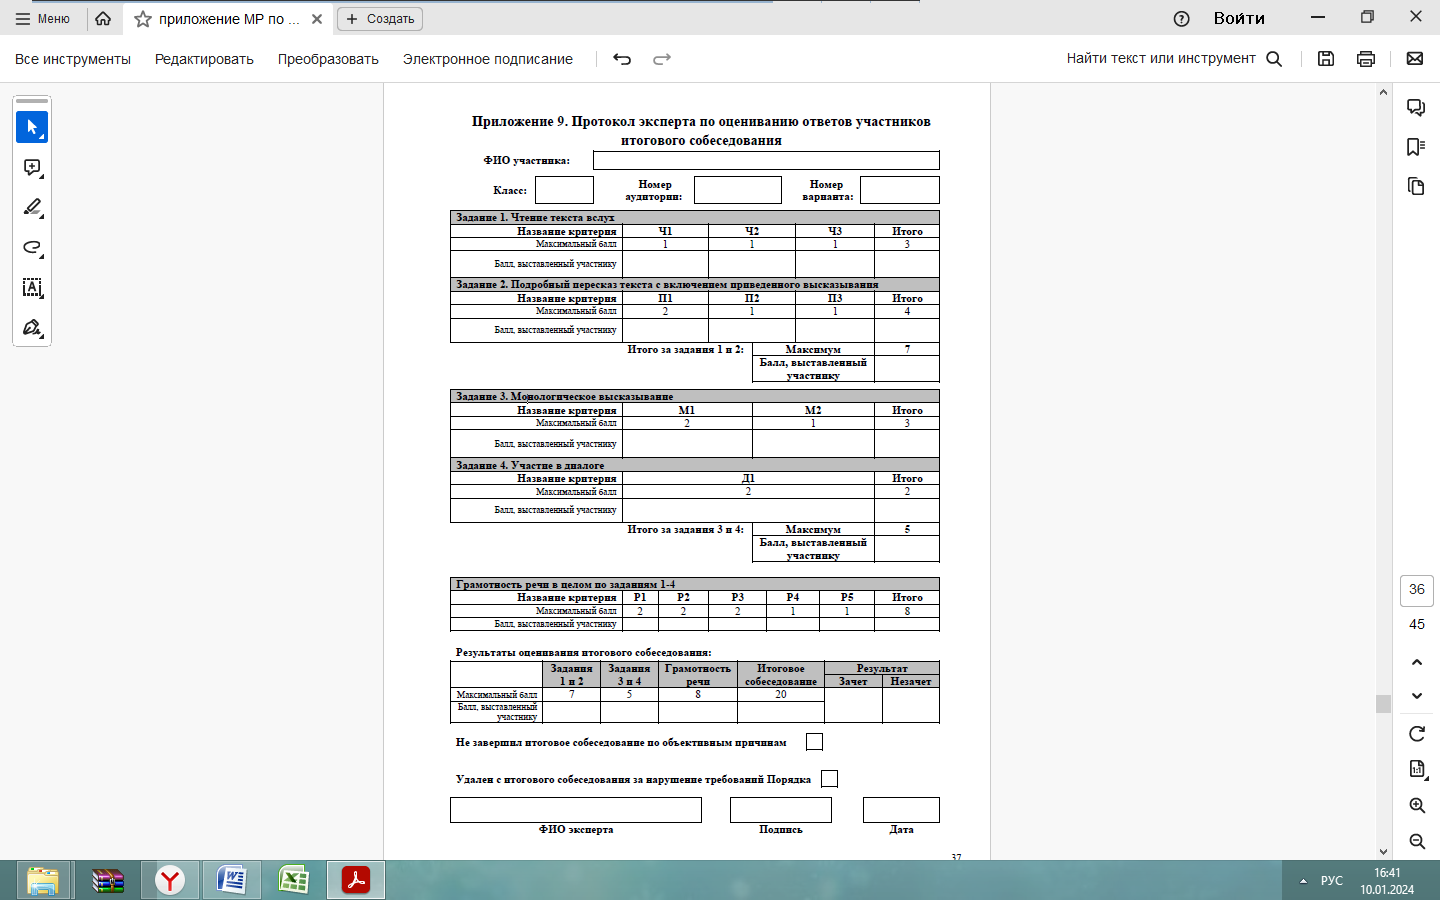 Меню
приложение МР по ...
Создать
Войти
Все инструменты Редактировать Преобразовать Электронное подписание
Найти текст или инструмент
Приложение 9. Протокол эксперта по оцениванию ответов участников
итогового собеседования
ФИО участника:
Класс: Номер аудитории: Номер варианта:
Задание 1. Чтение текста вслух
Название критерия Ч1 Ч2 Ч3 Итого
Максимальный балл 1 1 1 3
Балл, выставленный участнику
Задание 2. Подробный пересказ текста с включением приведенного высказывания
Название критерия П1 П2 П3 Итого
Максимальный балл 2 1 1 4
Балл, выставленный участнику
Итого за задания 1 и 2: Максимум 7
Балл, выставленный
участнику
Задание 3. Монологическое высказывание
Название критерия М1 М2 Итого
Максимальный балл 2 1 3
Балл, выставленный участнику
Задание 4. Участие в диалоге
Название критерия Д1 Итого
Максимальный балл 2 2
Балл, выставленный участнику
Итого за задания 3 и 4: Максимум 5
Балл, выставленный
участнику
Грамотность речи в целом по заданиям 1-4
Название критерия Р1 Р2 Р3 Р4 Р5 Итого
Максимальный балл 2 2 2 1 1 8
Балл, выставленный участнику
Результаты оценивания итогового собеседования:
Задания 1 и 2 Задания 3 и 4 Грамотность речи Итоговое собеседование Результат
Зачет Незачет
Максимальный балл 7 5 8 20
Балл, выставленный
участнику
Не завершил итоговое собеседование по объективным причинам
Удален с итогового собеседования за нарушение требований Порядка
ФИО эксперта Подпись Дата
37
36
45
1:1
РУС
16:41
10.01.2024